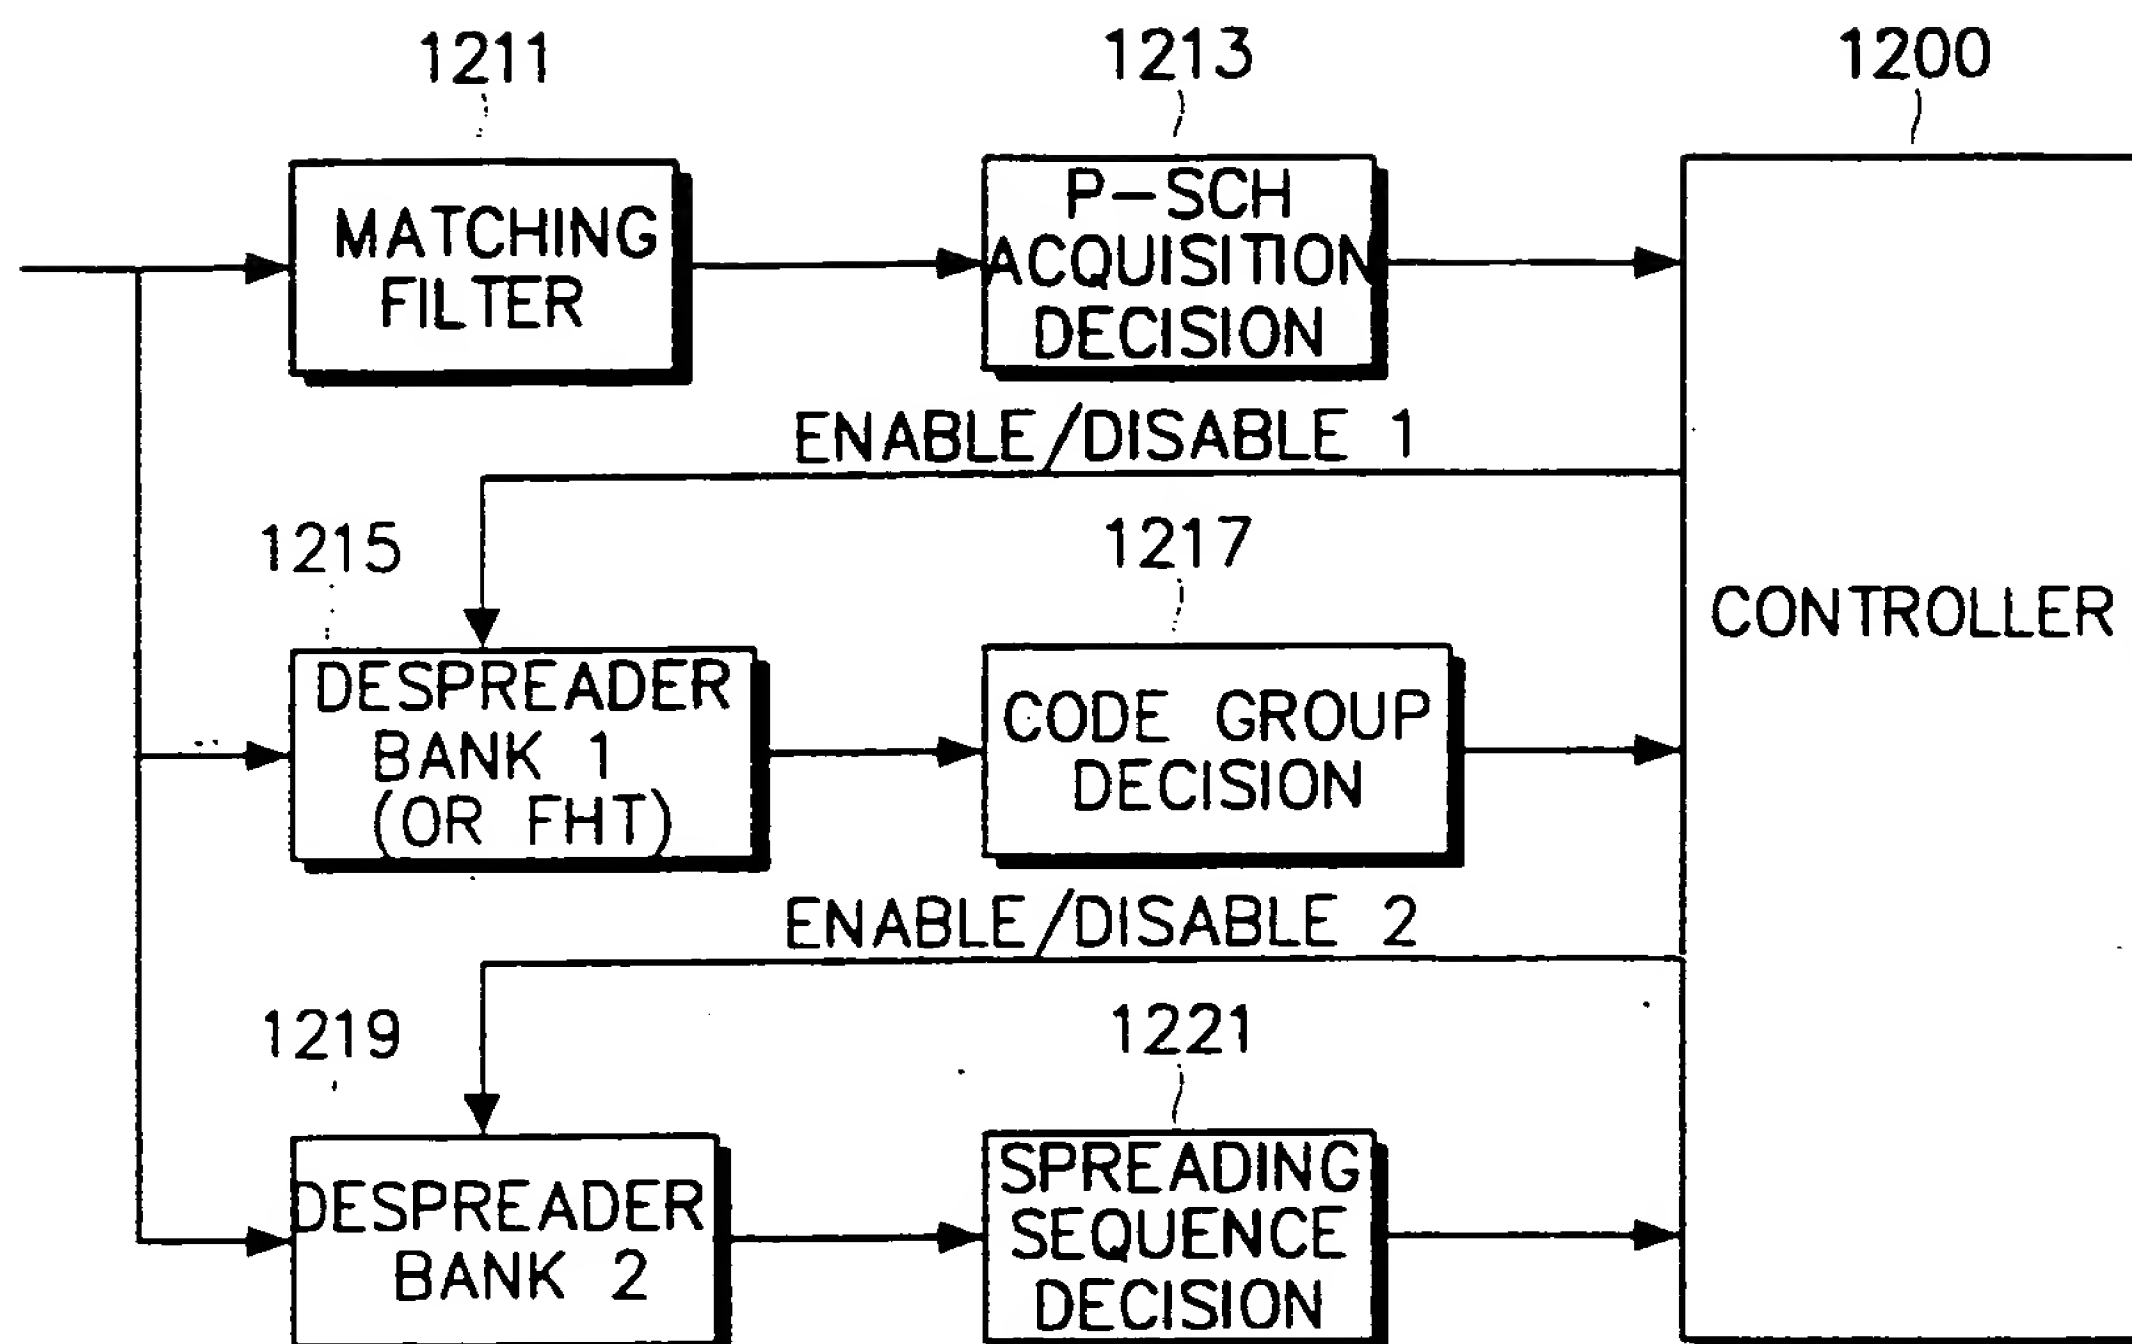 1211
1213
1200
MATCHING
FILTER
P-SCH
ACQUISITION
DECISION
ENABLE/DISABLE 1
1215
1217
CONTROLLER
DESPREADER
BANK 1
(OR FHT)
CODE GROUP
DECISION
ENABLE/DISABLE 2
1219
1221
DESPREADER
BANK 2
SPREADING
SEQUENCE
DECISION